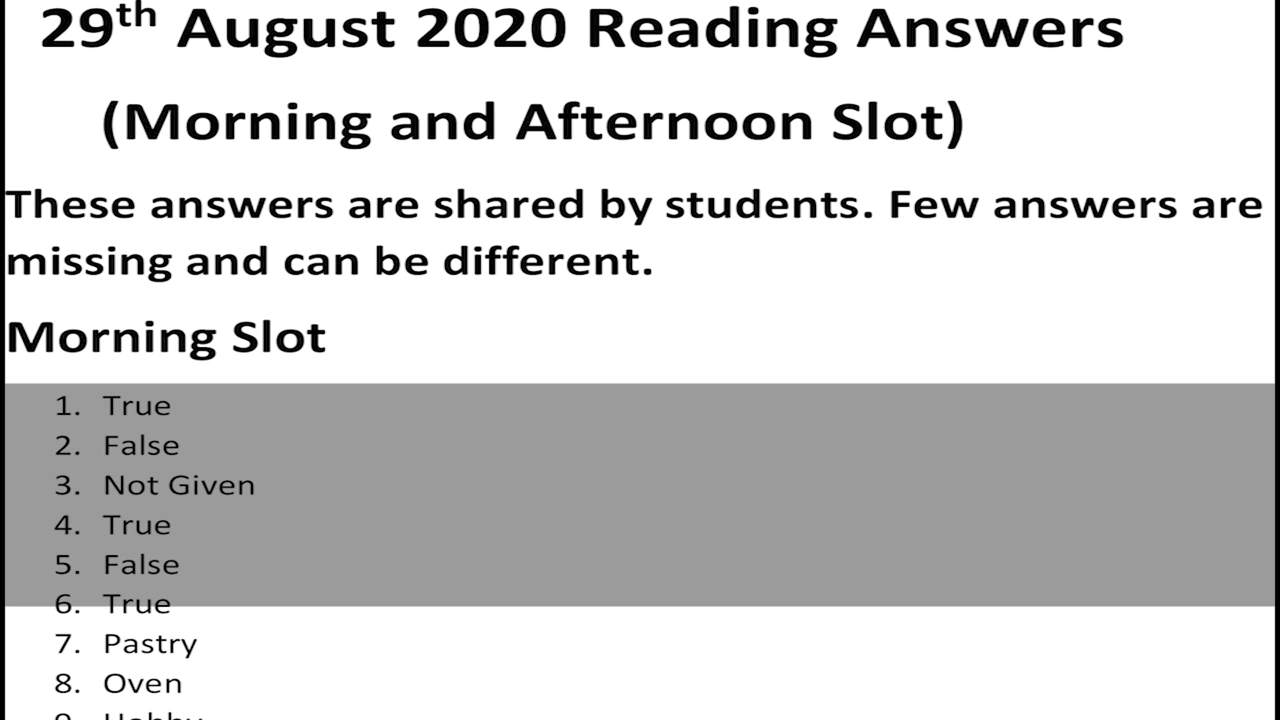 29th August 2020 Reading Answers
(Morning and Afternoon Slot)
These answers are shared by students. Few answers are
missing and can be different.
Morning Slot
1. True
2. False
3. Not Given
4. True
5. False
6. True
7. Pastry
8. Oven
9. Hobby